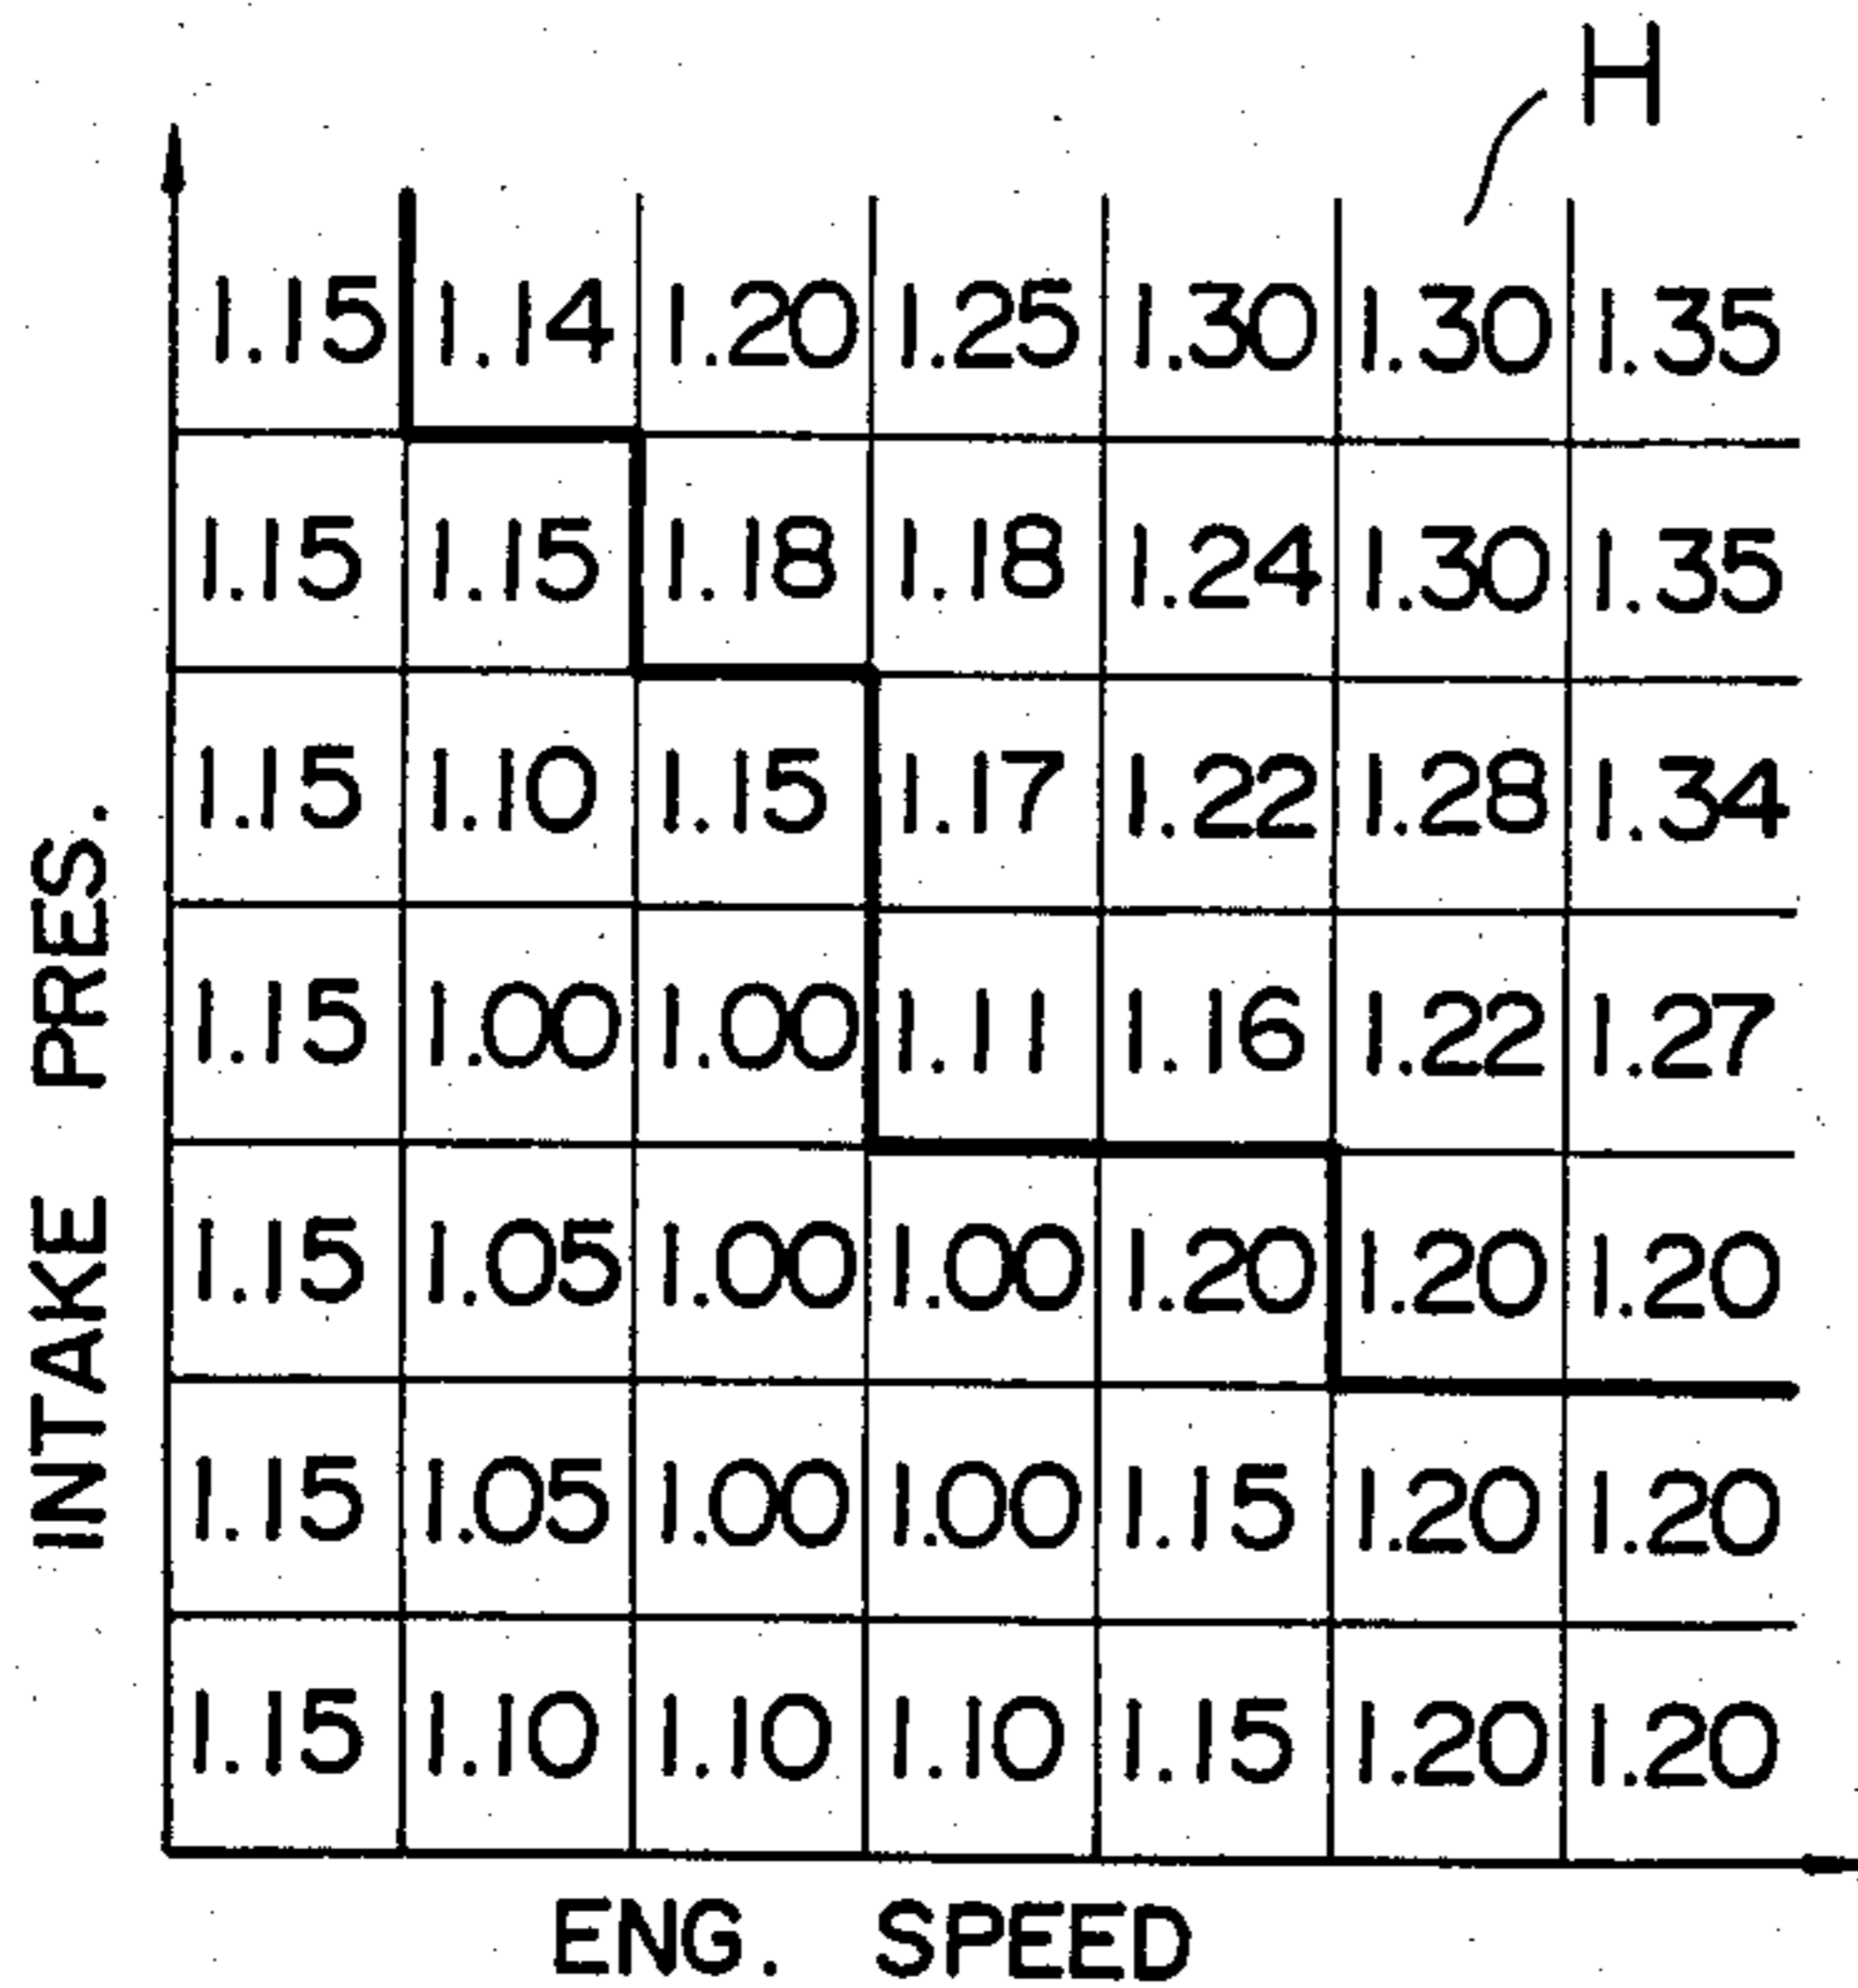 H
1.15 1.14 1.20 1.25 1.30 1.30 1.35
1.15 1.15 1.18 1.18 1.24 1.30 1.35
1.15 1.10 1.15 1.17 1.22 1.28 1.34
1.15 1.00 1.00 1.11 1.16 1.22 1.27
1.15 1.05 1.00 1.00 1.20 1.20 1.20
1.15 1.05 1.00 1.00 1.15 1.20 1.20
1.15 1.10 1.10 1.10 1.15 1.20 1.20
INTAKE PRES.
ENG. SPEED